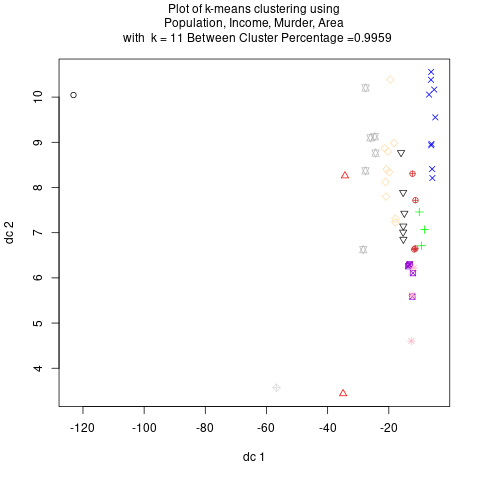 Plot of k-means clustering using
Population, Income, Murder, Area
with k = 11 Between Cluster Percentage =0.9959
10
9
8
7
6
5
4
dc 2
-120
-100
-80
-60
-40
-20
dc 1